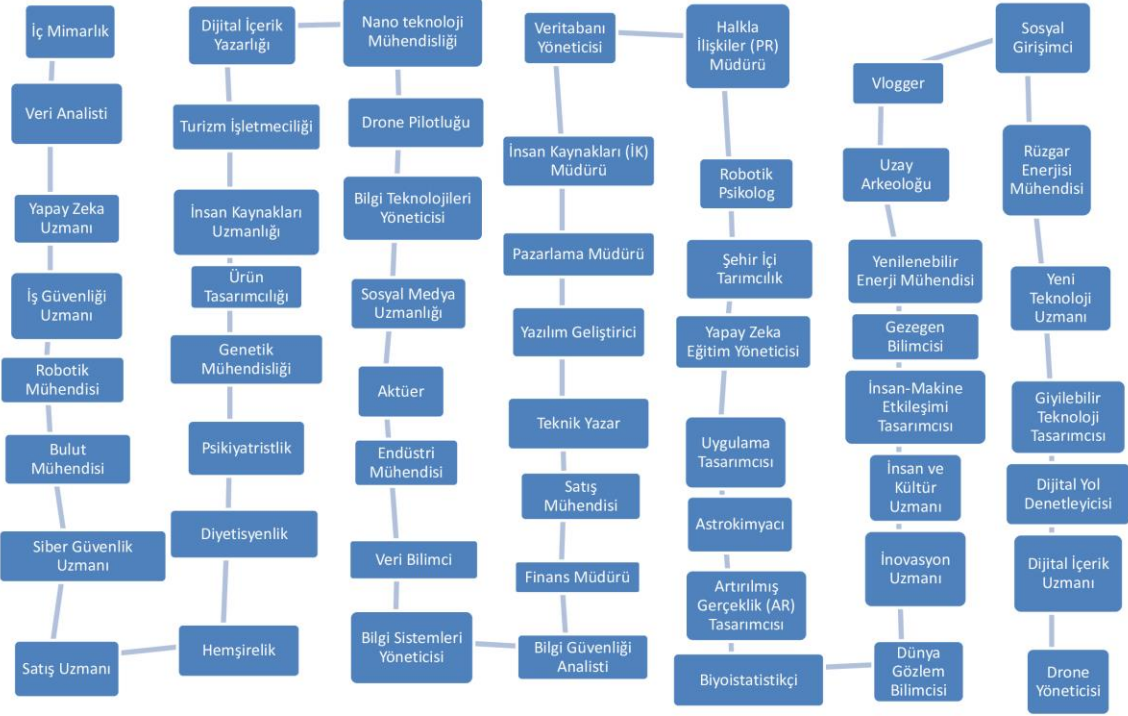 İç Mimarlık
Veri Analisti
Yapay Zeka
Uzmanı
İş Güvenliği
Uzmanı
Robotik
Mühendisi
Bulut
Mühendisi
Siber Güvenlik
Uzmanı
Satış Uzmanı
Hemşirelik
Diyetisyenlik
Psikiyatristlik
Genetik
Mühendisliği
Ürün
Tasarımcılığı
İnsan Kaynakları
Uzmanlığı
Turizm İşletmeciliği
Dijital İçerik
Yazarlığı
Nano teknoloji
Mühendisliği
Drone Pilotluğu
Bilgi Teknolojileri
Yöneticisi
Sosyal Medya
Uzmanlığı
Aktüer
Endüstri
Mühendisi
Veri Bilimci
Bilgi Sistemleri
Yöneticisi
Bilgi Güvenliği
Analisti
Finans Müdürü
Satış
Mühendisi
Teknik Yazar
Yazılım Geliştirici
Pazarlama Müdürü
İnsan Kaynakları (İK)
Müdürü
Veritabanı
Yöneticisi
Halkla
İlişkiler (PR)
Müdürü
Robotik
Psikolog
Şehir İçi
Tarımcılık
Yapay Zeka
Eğitim Yöneticisi
Uygulama
Tasarımcısı
Astrokimyacı
Artırılmış
Gerçeklik (AR)
Tasarımcısı
Biyoistatistikçi
Dünya
Gözlem
Bilimcisi
İnovasyon
Uzmanı
İnsan ve
Kültür
Uzmanı
İnsan-Makine
Etkileşimi
Tasarımcısı
Gezegen
Bilimcisi
Yenilenebilir
Enerji Mühendisi
Uzay
Arkeoloğu
Vlogger
Sosyal
Girişimci
Rüzgar
Enerjisi
Mühendisi
Yeni
Teknoloji
Uzmanı
Giyilebilir
Teknoloji
Tasarımcısı
Dijital Yol
Denetleyicisi
Dijital İçerik
Uzmanı
Drone
Yöneticisi